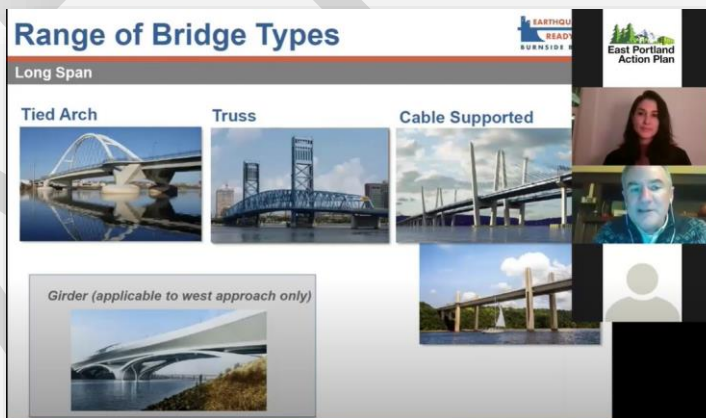 Range of Bridge Types
EARTHQU
READY
BURNSIDE
East Portland
Action Plan
Long Span
Tied Arch
Truss
Cable Supported
Girder (applicable to west approach only)